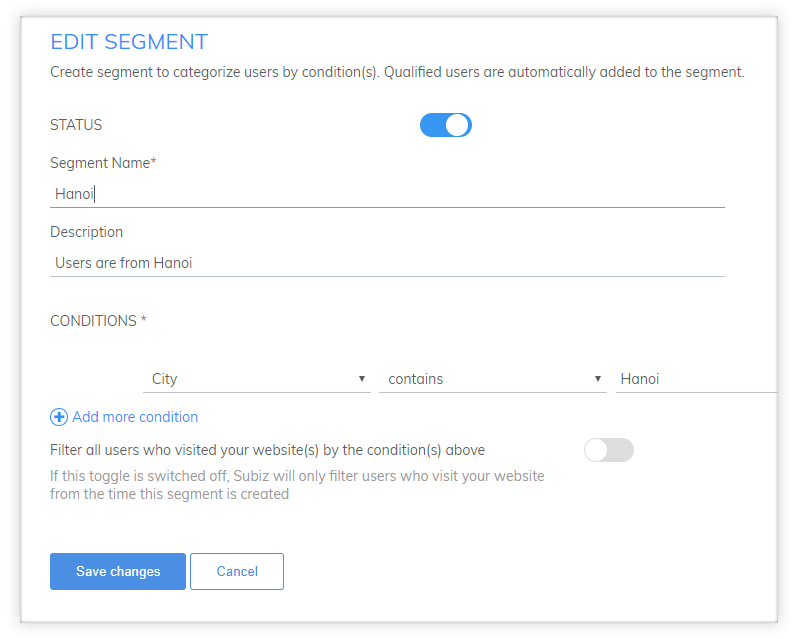 EDIT SEGMENT
Create segment to categorize users by condition(s). Qualified users are automatically added to the segment.
STATUS
Segment Name*
Hanoi
Description
Users are from Hanoi
CONDITIONS *
City contains Hanoi
Add more condition
Filter all users who visited your website(s) by the condition(s) above
If this toggle is switched off, Subiz will only filter users who visit your website
from the time this segment is created
Save changes Cancel